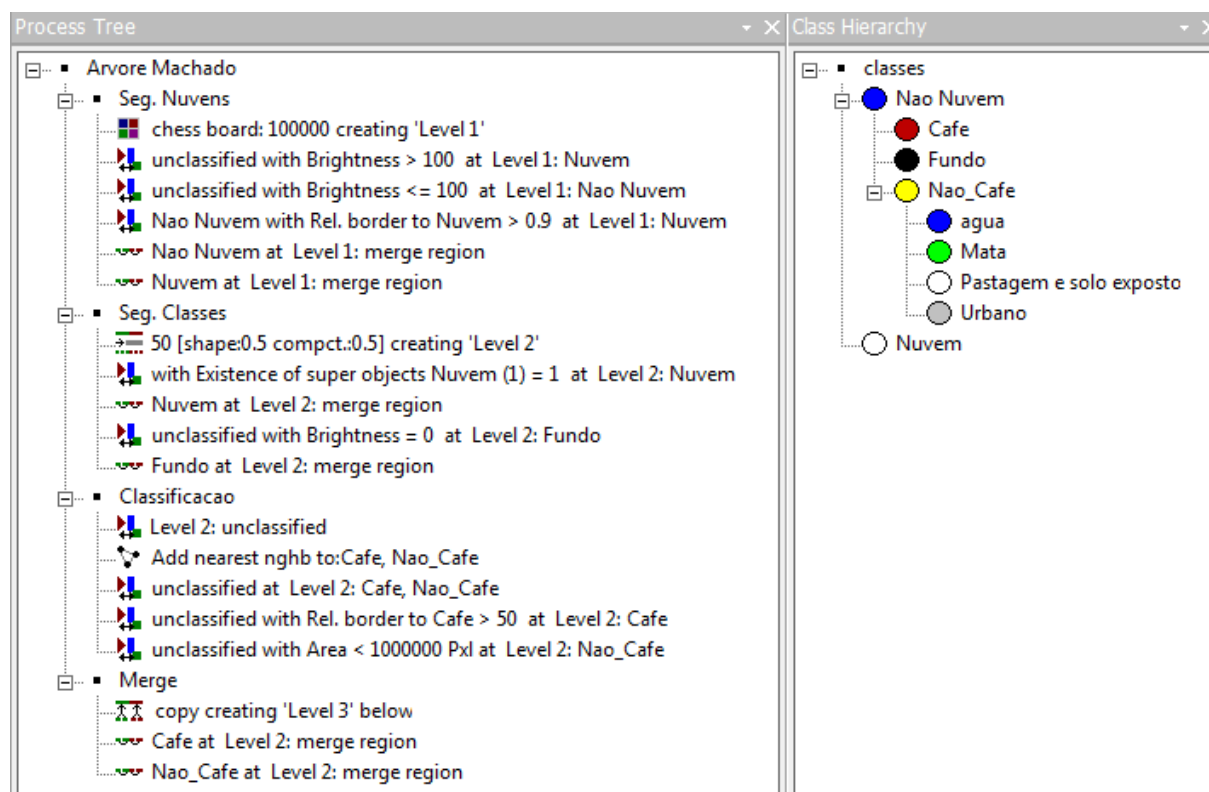 Process Tree
Arvore Machado
Seg. Nuvens
chess board: 100000 creating 'Level 1'
unclassified with Brightness > 100 at Level 1: Nuvem
unclassified with Brightness <= 100 at Level 1: Nao Nuvem
Nao Nuvem with Rel. border to Nuvem > 0.9 at Level 1: Nuvem
Nao Nuvem at Level 1: merge region
Nuvem at Level 1: merge region
Seg. Classes
50 [shape:0.5 compct.:0.5] creating 'Level 2'
with Existence of super objects Nuvem (1) = 1 at Level 2: Nuvem
Nuvem at Level 2: merge region
unclassified with Brightness = 0 at Level 2: Fundo
Fundo at Level 2: merge region
Classificacao
Level 2: unclassified
Add nearest nghb to:Cafe, Nao_Cafe
unclassified at Level 2: Cafe, Nao_Cafe
unclassified with Rel. border to Cafe > 50 at Level 2: Cafe
unclassified with Area < 1000000 Pxl at Level 2: Nao_Cafe
Merge
copy creating 'Level 3' below
Cafe at Level 2: merge region
Nao_Cafe at Level 2: merge region
Class Hierarchy
classes
Nao Nuvem
Cafe
Fundo
Nao_Cafe
agua
Mata
Pastagem e solo exposto
Urbano
Nuvem